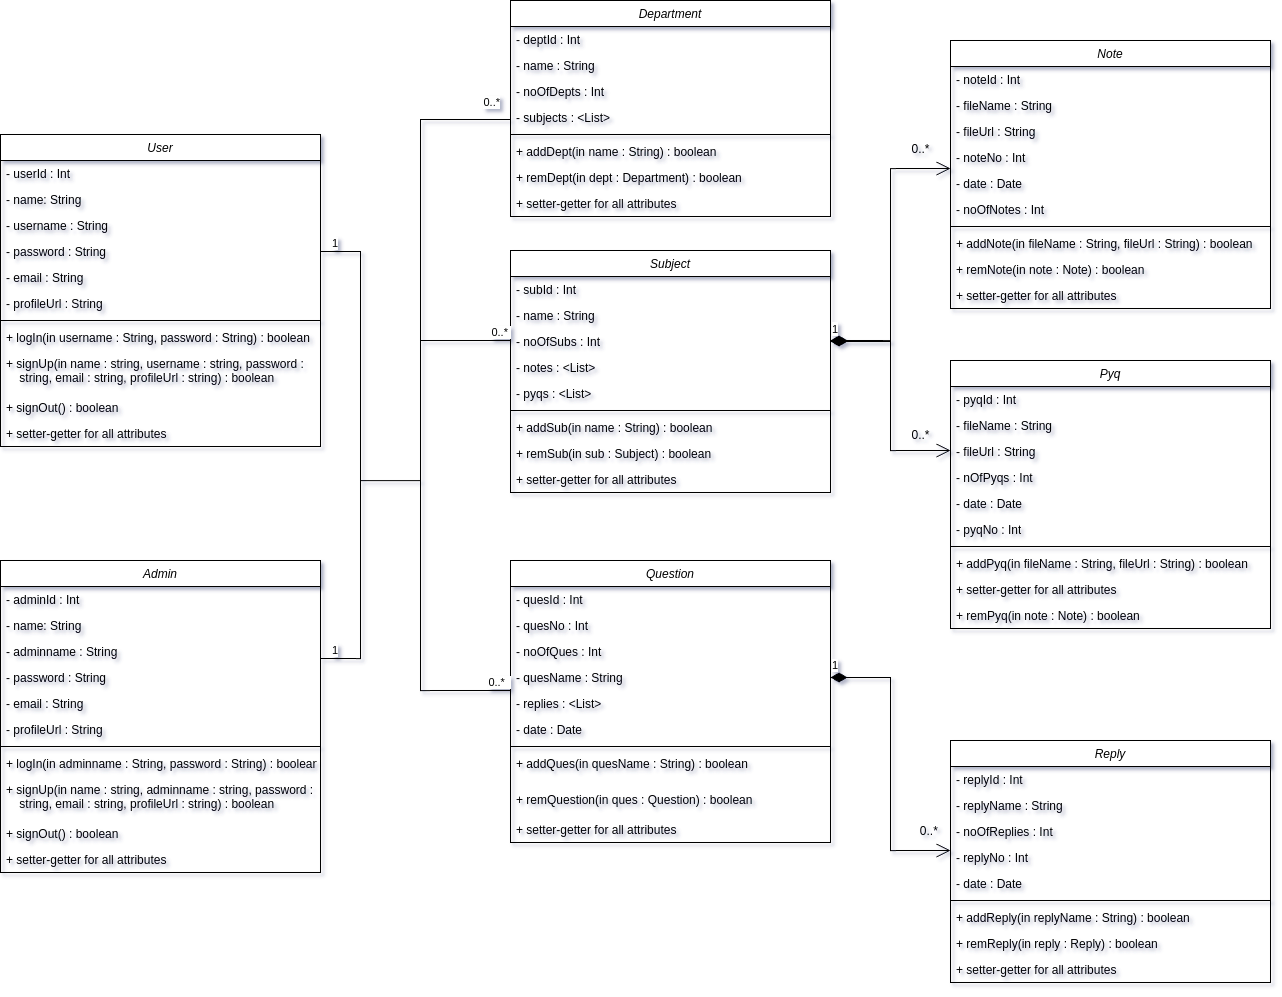 User
- userId : Int
- name: String
- username : String
- password : String
- email : String
- profileUrl : String
+ logIn(in username : String, password : String) : boolean
+ signUp(in name : string, username : string, password :
string, email : string, profileUrl : string) : boolean
+ signOut() : boolean
+ setter-getter for all attributes
1
Admin
- adminId : Int
- name: String
- adminname : String
- password : String
- email : String
- profileUrl : String
+ logIn(in adminname : String, password : String) : boolear
+ signUp(in name : string, adminname : string, password :
string, email : string, profileUrl : string) : boolean
+ signOut() : boolean
+ setter-getter for all attributes
1
0..*
Department
- deptId : Int
- name : String
- noOfDepts : Int
- subjects : <List>
+ addDept(in name : String) : boolean
+ remDept(in dept : Department) : boolean
+ setter-getter for all attributes
0..*
Subject
- subId : Int
- name : String
- noOfSubs : Int
- notes : <List>
- pyqs : <List>
+ addSub(in name : String) : boolean
+ remSub(in sub : Subject) : boolean
+ setter-getter for all attributes
1
0..*
Question
- quesId : Int
- quesNo : Int
- noOfQues : Int
- quesName : String
- replies : <List>
- date : Date
+ addQues(in quesName : String) : boolean
+ remQuestion(in ques : Question) : boolean
+ setter-getter for all attributes
1
0..*
Note
- noteId : Int
- fileName : String
- fileUrl : String
- noteNo : Int
- date : Date
- noOfNotes : Int
+ addNote(in fileName : String, fileUrl : String) : boolean
+ remNote(in note : Note) : boolean
+ setter-getter for all attributes
0..*
Pyq
- pyqId : Int
- fileName : String
- fileUrl : String
- nOfPyqs : Int
- date : Date
- pyqNo : Int
+ addPyq(in fileName : String, fileUrl : String) : boolean
+ setter-getter for all attributes
+ remPyq(in note : Note) : boolean
0..*
Reply
- replyId : Int
- replyName : String
- noOfReplies : Int
- replyNo : Int
- date : Date
+ addReply(in replyName : String) : boolean
+ remReply(in reply : Reply) : boolean
+ setter-getter for all attributes